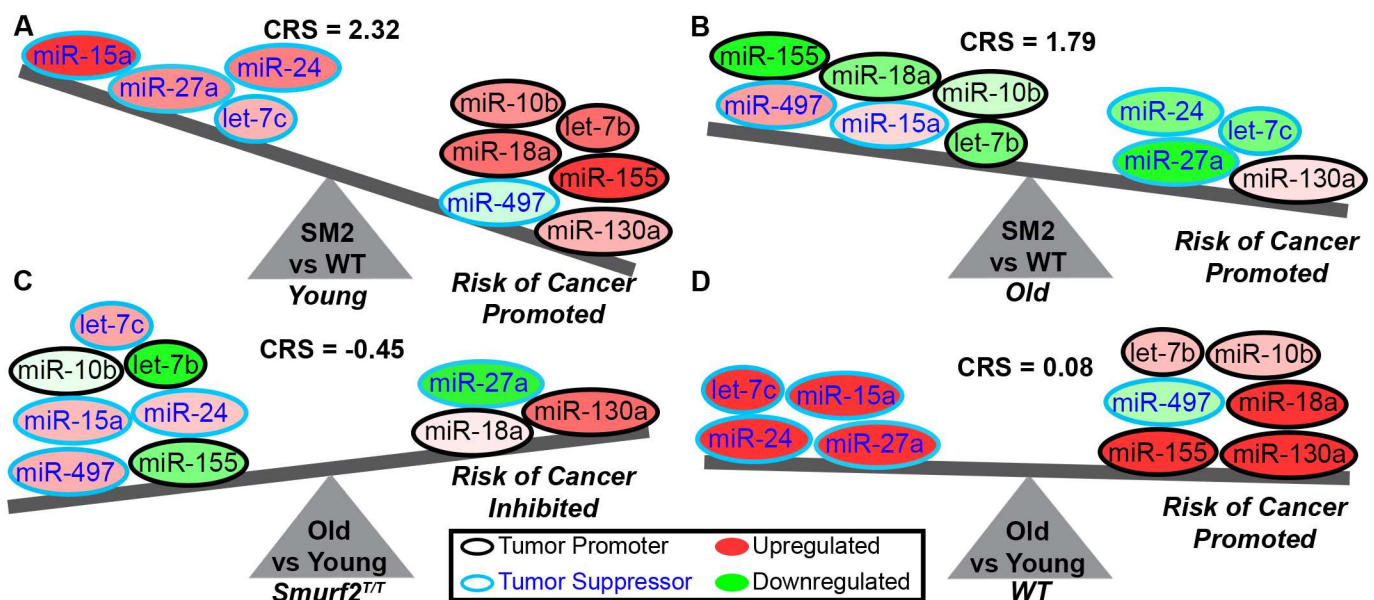 A
CRS = 2.32
miR-15a
miR-24
miR-27a
let-7c
miR-10b
let-7b
miR-18a
miR-155
miR-497
miR-130a
SM2
vs WT
Young
Risk of Cancer
Promoted
B
CRS = 1.79
miR-155
miR-18a
miR-10b
miR-497
miR-15a
let-7b
miR-24
let-7c
miR-27a
miR-130a
SM2
vs WT
Old
Risk of Cancer
Promoted
C
CRS = -0.45
let-7c
miR-10b
let-7b
miR-15a
miR-24
miR-497
miR-155
miR-27a
miR-130a
miR-18a
Old
vs Young
Smurf2T/T
Risk of Cancer
Inhibited
D
CRS = 0.08
let-7c
miR-15a
miR-24
miR-27a
let-7b
miR-10b
miR-497
miR-18a
miR-155
miR-130a
Old
vs Young
WT
Risk of Cancer
Promoted
Tumor Promoter
Upregulated
Tumor Suppressor
Downregulated